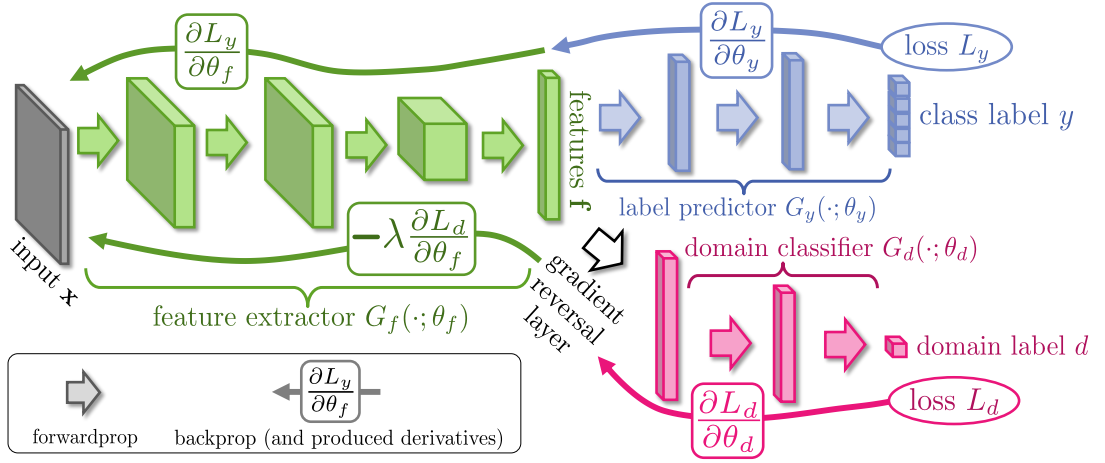 ∂L_y
∂θ_f
∂L_y
∂θ_y
loss L_y
features f
class label y
label predictor G_y(·; θ_y)
input x
−λ ∂L_d
∂θ_f
feature extractor G_f(·; θ_f)
gradient
reversal
layer
domain classifier G_d(·; θ_d)
domain label d
∂L_d
∂θ_d
loss L_d
∂L_y
∂θ_f
forwardprop
backprop (and produced derivatives)